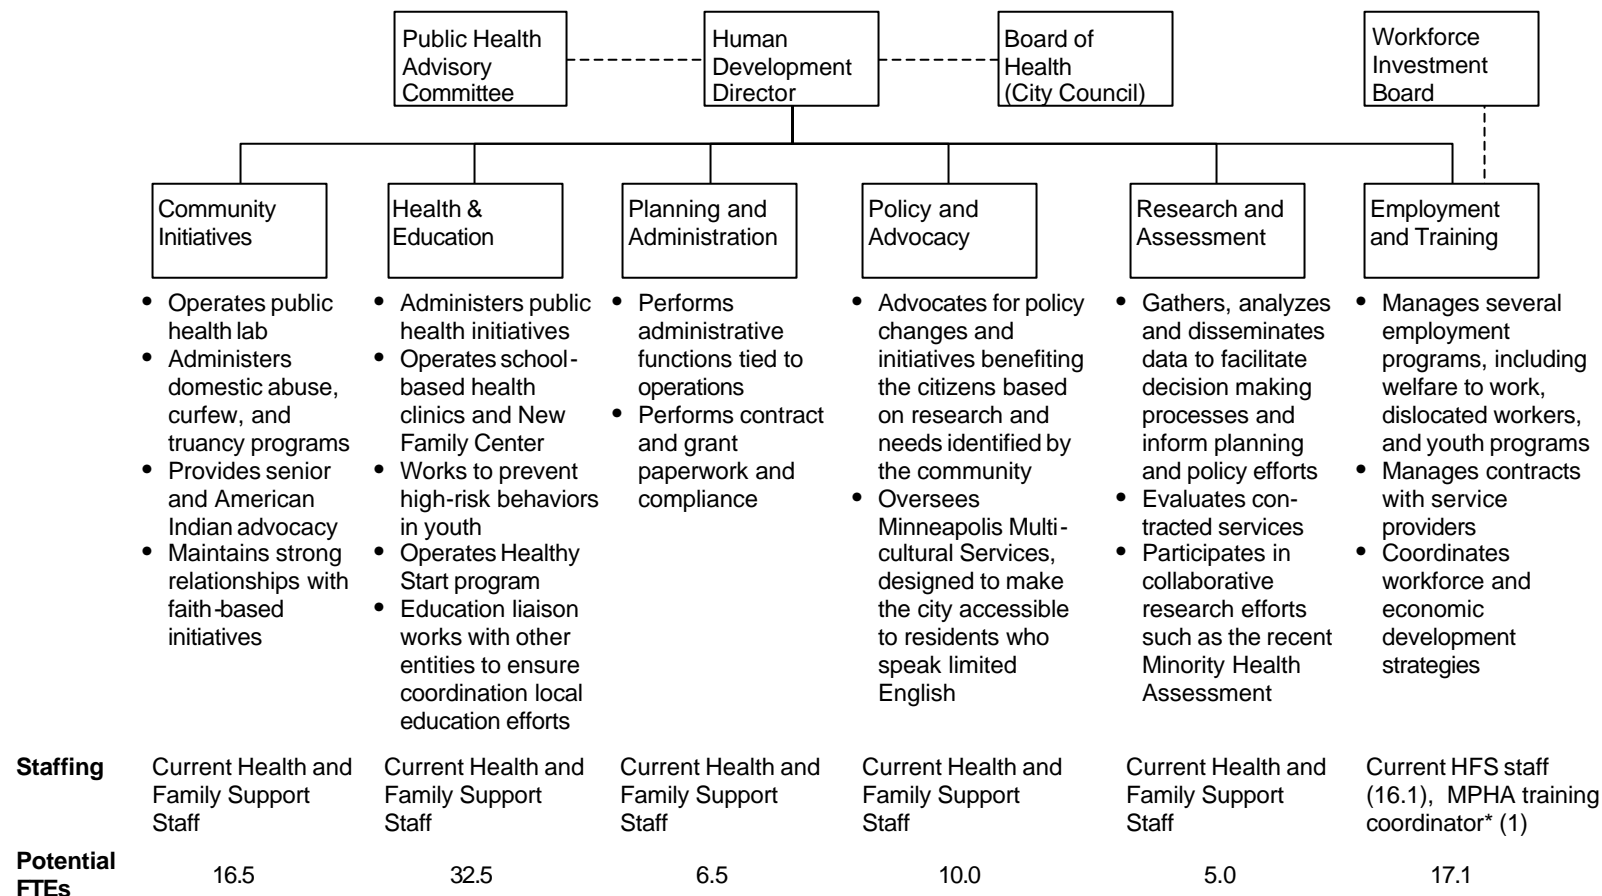 Public Health
Advisory
Committee
Human
Development
Director
Board of
Health
(City Council)
Workforce
Investment
Board
Community
Initiatives
Health &
Education
Planning and
Administration
Policy and
Advocacy
Research and
Assessment
Employment
and Training
• Operates public
health lab
• Administers
domestic abuse,
curfew, and
truancy programs
• Provides senior
and American
Indian advocacy
• Maintains strong
relationships with
faith-based
initiatives
• Administers public
health initiatives
• Operates school-
based health
clinics and New
Family Center
• Works to prevent
high-risk behaviors
in youth
• Operates Healthy
Start program
• Education liaison
works with other
entities to ensure
coordination local
education efforts
• Performs
administrative
functions tied to
operations
• Performs contract
and grant
paperwork and
compliance
• Advocates for policy
changes and
initiatives benefiting
the citizens based
on research and
needs identified by
the community
• Oversees
Minneapolis Multi-
cultural Services,
designed to make
the city accessible
to residents who
speak limited
English
• Gathers, analyzes
and disseminates
data to facilitate
decision making
processes and
inform planning
and policy efforts
• Evaluates con-
tracted services
• Participates in
collaborative
research efforts
such as the recent
Minority Health
Assessment
• Manages several
employment
programs, including
welfare to work,
dislocated workers,
and youth programs
• Manages contracts
with service
providers
• Coordinates
workforce and
economic
development
strategies
Staffing
Current Health and
Family Support
Staff
Current Health and
Family Support
Staff
Current Health and
Family Support
Staff
Current Health and
Family Support
Staff
Current Health and
Family Support
Staff
Current HFS staff
(16.1), MPHA training
coordinator* (1)
Potential
FTEs
16.5
32.5
6.5
10.0
5.0
17.1